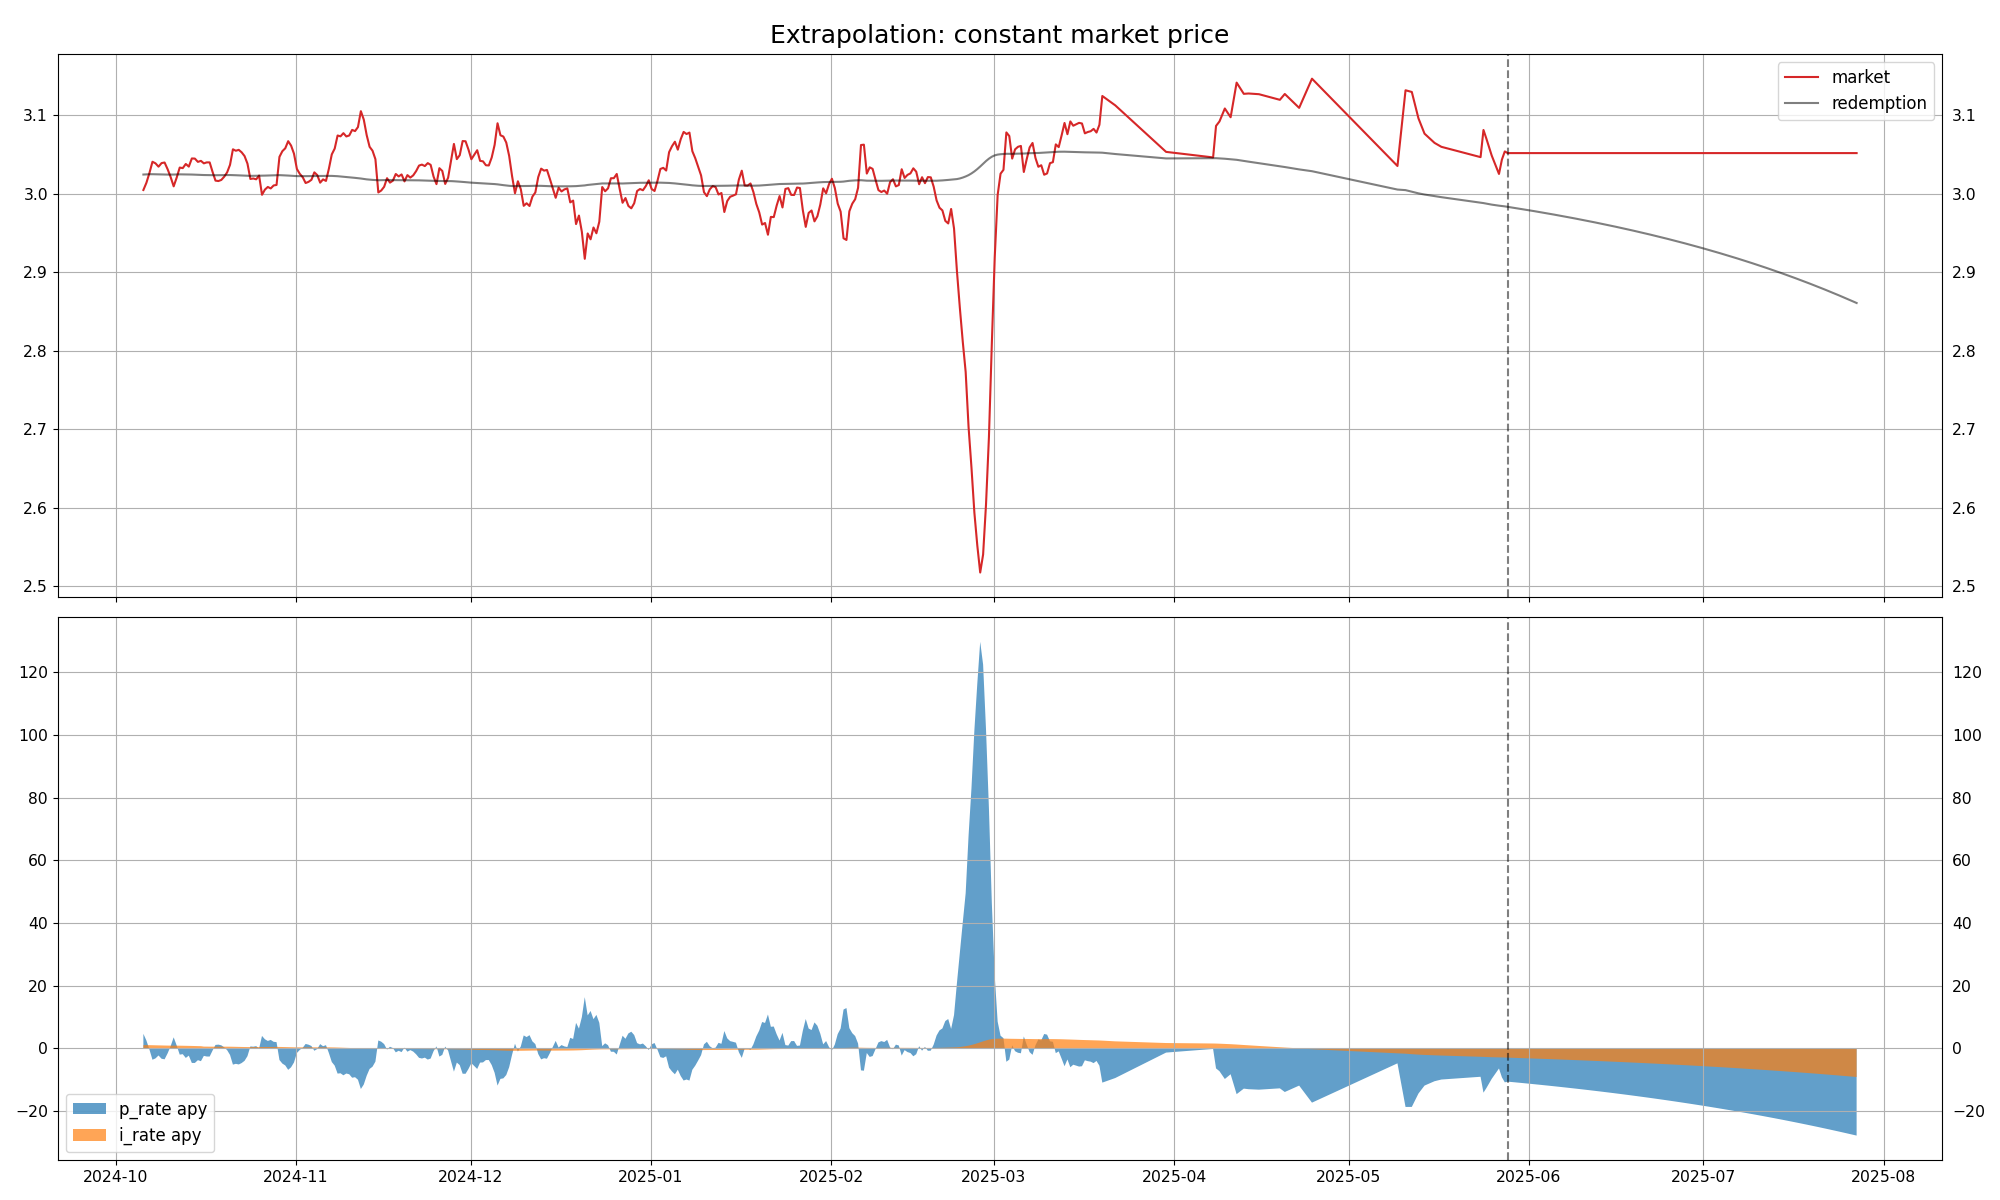 Extrapolation: constant market price
market
redemption
3.1 3.1
3.0 3.0
2.9 2.9
2.8 2.8
2.7 2.7
2.6 2.6
2.5 2.5
120 120
100 100
80 80
60 60
40 40
20 20
0 0
−20 −20
p_rate apy
i_rate apy
2024-10 2024-11 2024-12 2025-01 2025-02 2025-03 2025-04 2025-05 2025-06 2025-07 2025-08